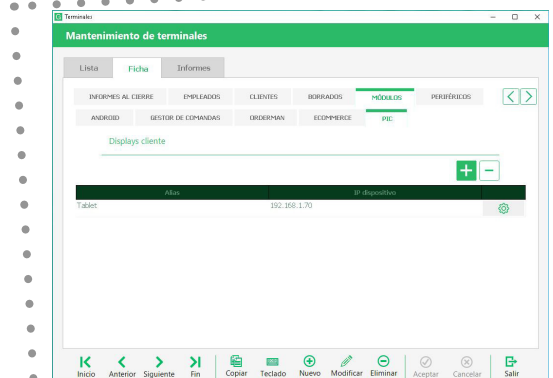 Terminales
Mantenimiento de terminales
Lista Ficha Informes
INFORMES AL CIERRE EMPLEADOS CLIENTES BORRADOS MÓDULOS PERIFÉRICOS
ANDROID GESTOR DE COMANDAS ORDERMAN ECOMMERCE PIC
Displays cliente
Alias IP dispositivo
Tablet 192.168.1.70
Inicio Anterior Siguiente Fin Copiar Teclado Nuevo Modificar Eliminar Aceptar Cancelar Salir